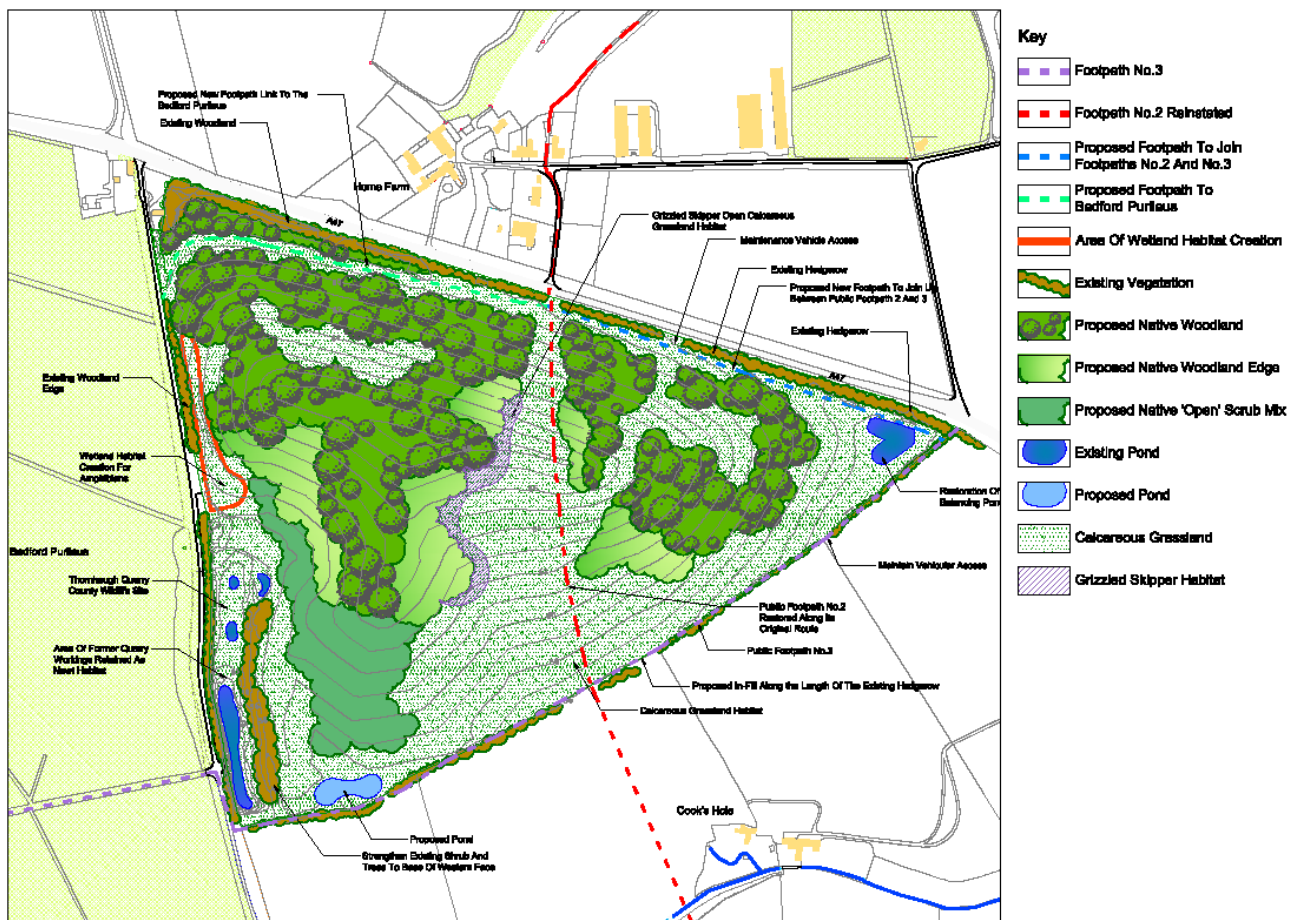 Key
Footpath No.3
Footpath No.2 Reinstated
Proposed Footpath To Join
Footpaths No.2 And No.3
Proposed Footpath To
Bedford Purlieus
Area Of Wetland Habitat Creation
Existing Vegetation
Proposed Native Woodland
Proposed Native Woodland Edge
Proposed Native 'Open' Scrub Mix
Existing Pond
Proposed Pond
Calcareous Grassland
Grizzled Skipper Habitat
Proposed New Footpath Link To The
Bedford Purlieus
Existing Woodland
Home Farm
A47
Grizzled Skipper Open Calcareous
Grassland Habitat
Maintenance Vehicle Access
Existing Hedgerow
Proposed New Footpath To Join Up
Between Public Footpath 2 And 3
Existing Hedgerow
A47
Existing Woodland
Edge
Wetland Habitat
Creation For
Amphibians
Restoration Of
Balancing Pond
Bedford Purlieus
Thornhaugh Quarry
County Wildlife Site
Maintain Vehicular Access
Public Footpath No.2
Restored Along Its
Original Route
Area Of Former Quarry
Workings Retained As
Newt Habitat
Public Footpath No.3
Proposed In-Fill Along the Length Of The Existing Hedgerow
Calcareous Grassland Habitat
Cook's Hole
Proposed Pond
Strengthen Existing Shrub And
Trees To Base Of Western Face